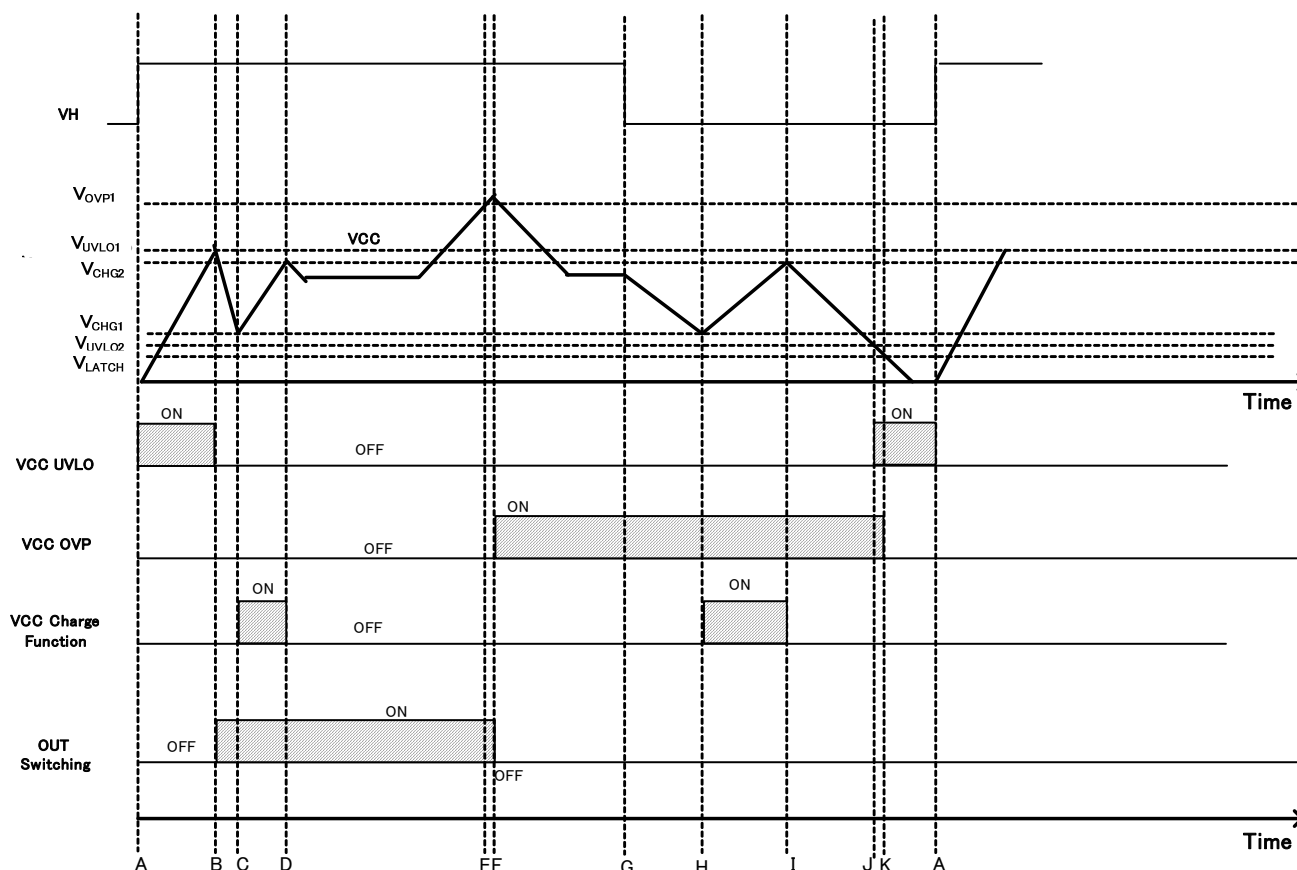 VH
VOVP1
VUVLO1
VCC
VCHG2
VCHG1
VUVLO2
VLATCH
Time
ON
ON
VCC UVLO
OFF
ON
VCC OVP
OFF
ON
ON
VCC Charge
Function
OFF
ON
OFF
OUT
Switching
OFF
Time
A B C D E F G H I J K A